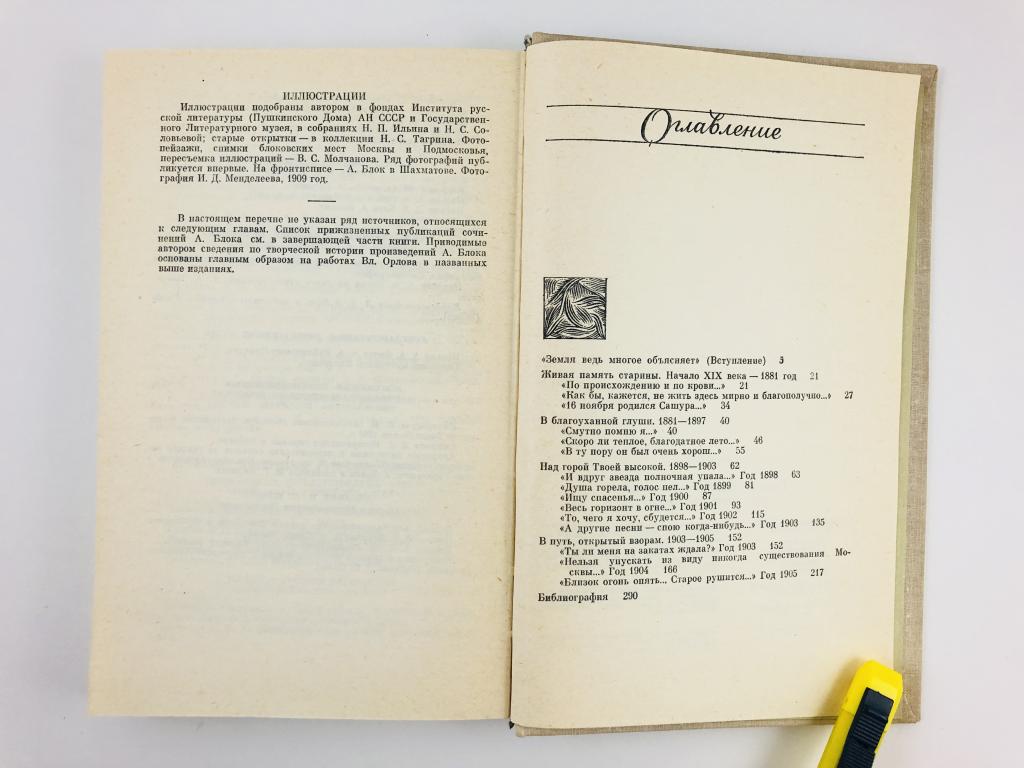 ИЛЛЮСТРАЦИИ
Иллюстрации подобраны автором в фондах Института рус-
ской литературы (Пушкинского Дома) АН СССР и Государствен-
ного Литературного музея, в собраниях Н. П. Ильина и Н. С. Со-
ловьевой; старые открытки — в коллекции Н. С. Тагрина. Фото-
пейзажи, снимки блоковских мест Москвы и Подмосковья,
пересъемка иллюстраций — В. С. Молчанова. Ряд фотографий пуб-
ликуется впервые. На фронтисписе — А. Блок в Шахматове. Фото-
графия И. Д. Менделеева, 1909 год.
В настоящем перечне не указан ряд источников, относящихся
к следующим главам. Список прижизненных публикаций сочи-
нений А. Блока см. в завершающей части книги. Приводимые
автором сведения по творческой истории произведений А. Блока
основаны главным образом на работах Вл. Орлова в названных
выше изданиях.
Оглавление
«Земля ведь многое объясняет» (Вступление) 5
Живая память старины. Начало XIX века — 1881 год 21
«По происхождению и по крови...» 21
«Как бы, кажется, не жить здесь мирно и благополучно...» 27
«16 ноября родился Сашура...» 34
В благоуханной глуши. 1881—1897 40
«Смутно помню я...» 40
«Скоро ли теплое, благодатное лето...» 46
«В ту пору он был очень хорош...» 55
Над горой Твоей высокой. 1898—1903 62
«И вдруг звезда полночная упала...» Год 1898 63
«Душа горела, голос пел...» Год 1899 81
«Ищу спасенья...» Год 1900 87
«Весь горизонт в огне...» Год 1901 93
«То, чего я хочу, сбудется...» Год 1902 115
«А другие песни — спою когда-нибудь...» Год 1903 135
В путь, открытый взорам. 1903—1905 152
«Ты ли меня на закатах ждала?» Год 1903 152
«Нельзя упускать из виду никогда существования Мо-
сквы...» Год 1904 166
«Близок огонь опять... Старое рушится...» Год 1905 217
Библиография 290